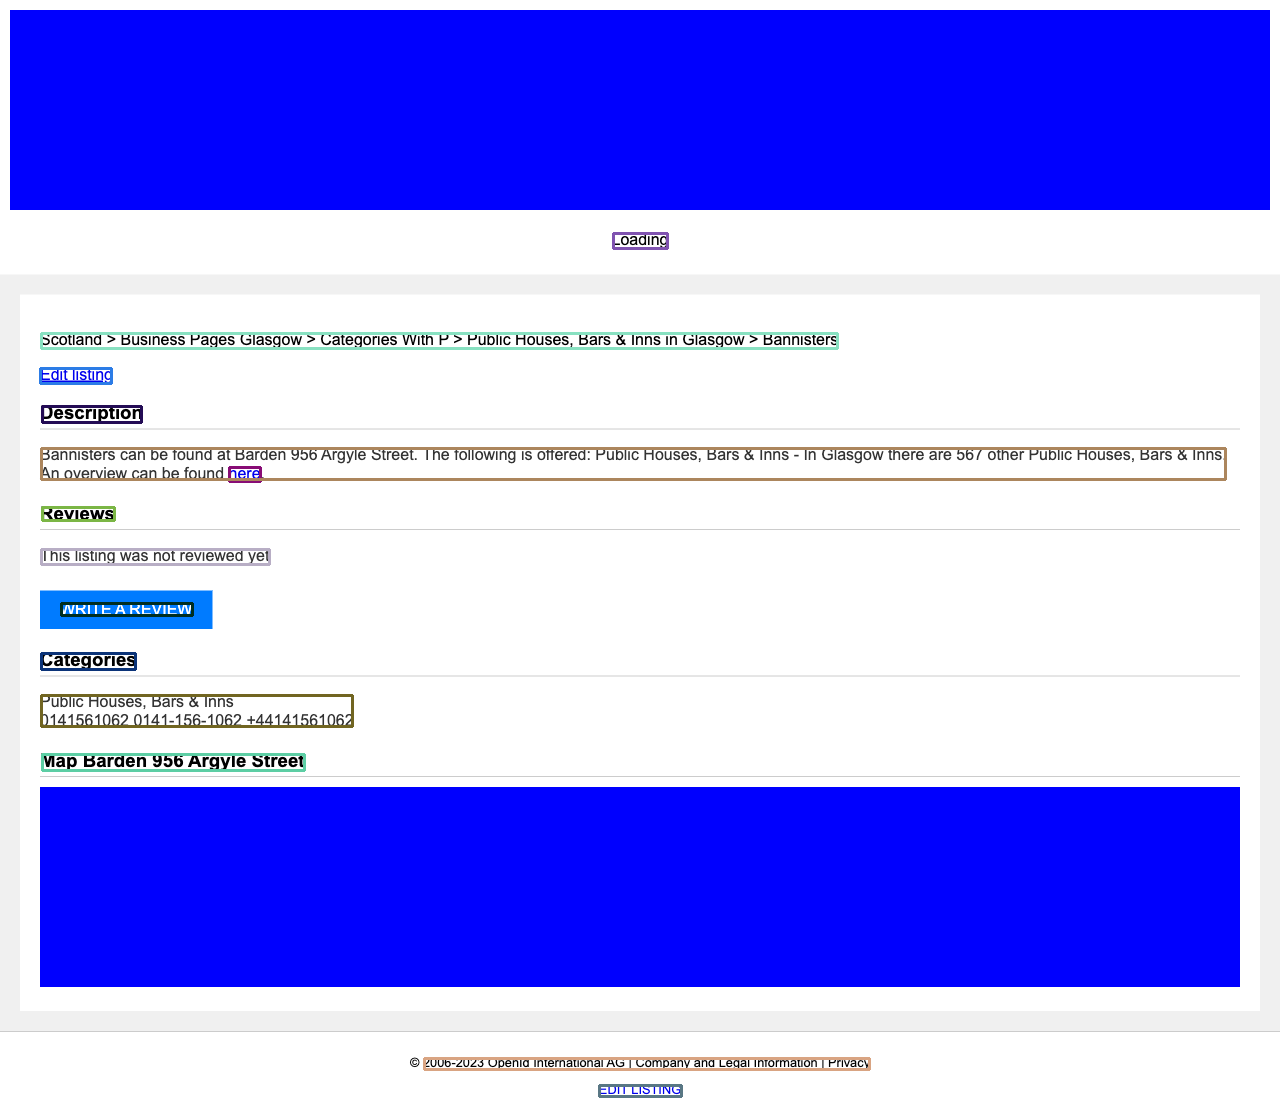 Loading
Scotland > Business Pages Glasgow > Categories With P > Public Houses, Bars & Inns in Glasgow > Bannisters
Edit listing
Description
Bannisters can be found at Barden 956 Argyle Street. The following is offered: Public Houses, Bars & Inns - In Glasgow there are 567 other Public Houses, Bars & Inns.
An overview can be found here.
Reviews
This listing was not reviewed yet
WRITE A REVIEW
Categories
Public Houses, Bars & Inns
0141561062 0141-156-1062 +44141561062
Map Barden 956 Argyle Street
© 2006-2023 Opendi International AG | Company and Legal Information | Privacy
EDIT LISTING